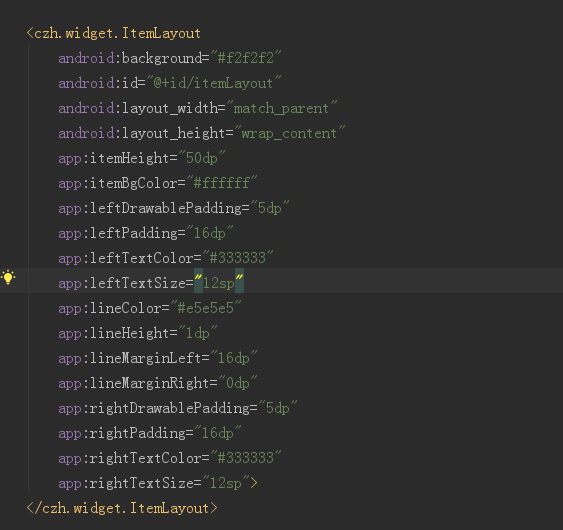 <czh.widget.ItemLayout
android:background="#f2f2f2"
android:id="@+id/itemLayout"
android:layout_width="match_parent"
android:layout_height="wrap_content"
app:itemHeight="50dp"
app:itemBgColor="#ffffff"
app:leftDrawablePadding="5dp"
app:leftPadding="16dp"
app:leftTextColor="#333333"
app:leftTextSize="12sp"
app:lineColor="#e5e5e5"
app:lineHeight="1dp"
app:lineMarginLeft="16dp"
app:lineMarginRight="0dp"
app:rightDrawablePadding="5dp"
app:rightPadding="16dp"
app:rightTextColor="#333333"
app:rightTextSize="12sp">
</czh.widget.ItemLayout>